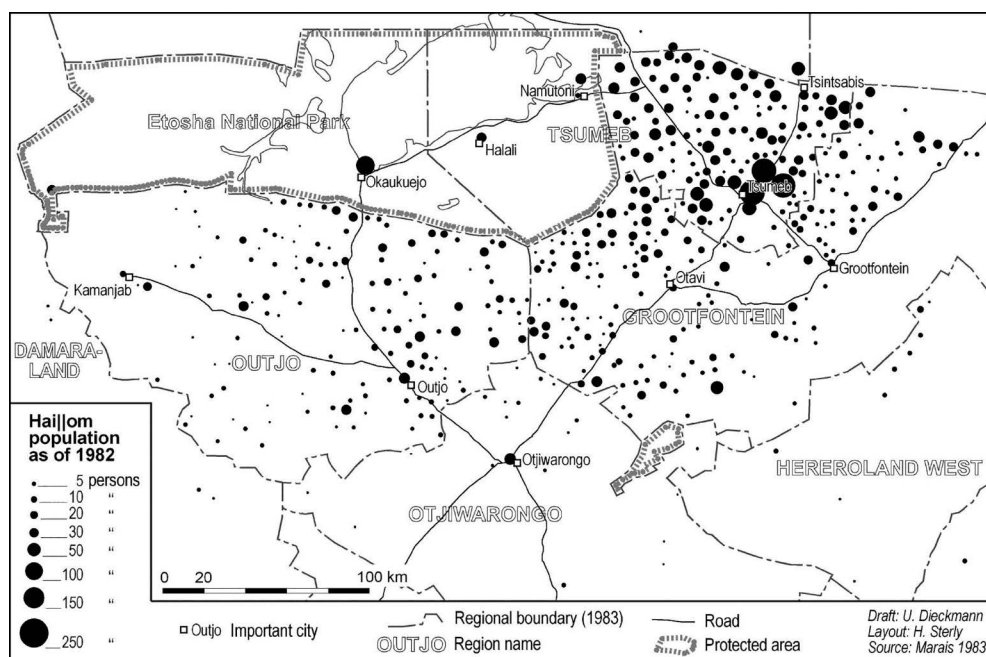 Tsintsabis
Namutoni
Etosha National Park
TSUMEB
Halali
Okaukuejo
Tsumeb
Kamanjab
Otavi
Grootfontein
GROOTFONTEIN
DAMARA-
LAND
OUTJO
Outjo
Hai||om
population
as of 1982
Otjiwarongo
HEREROLAND WEST
5 persons
10 "
20 "
30 "
50 "
100 "
150 "
250 "
OTJIWARONGO
0 20 100 km
Outjo Important city
Regional boundary (1983)
OUTJO Region name
Road
Protected area
Draft: U. Dieckmann
Layout: H. Sterly
Source: Marais 1983